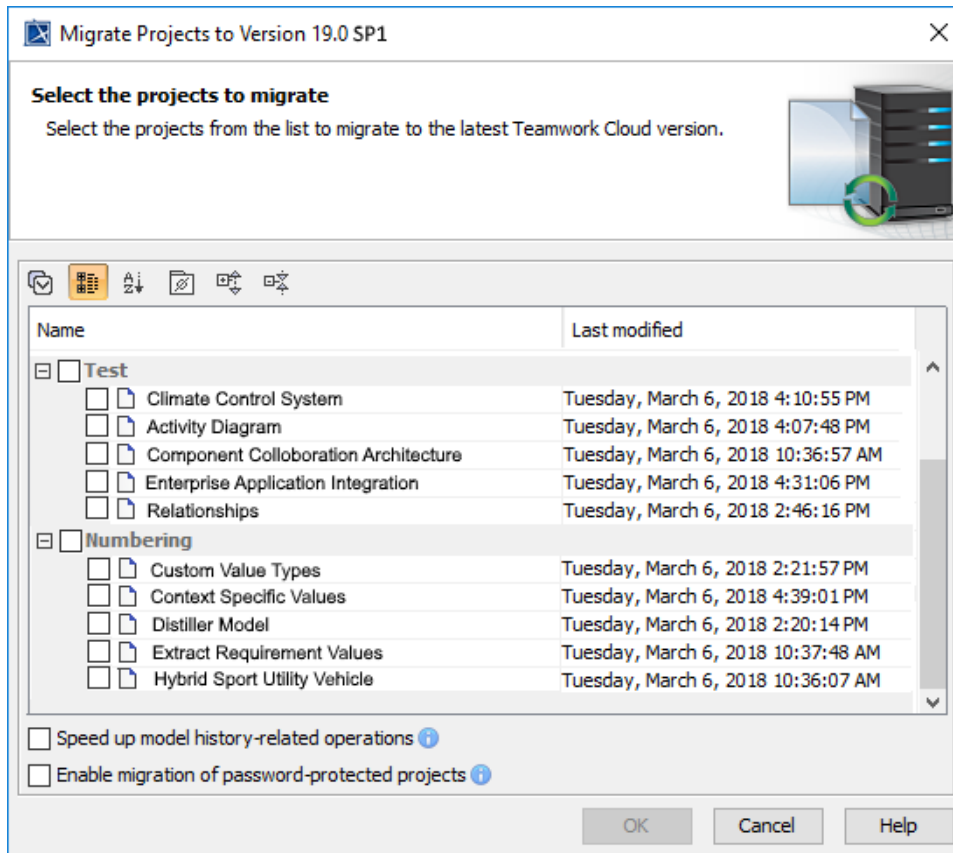 Migrate Projects to Version 19.0 SP1
Select the projects to migrate
Select the projects from the list to migrate to the latest Teamwork Cloud version.
Name Last modified
Test
Climate Control System Tuesday, March 6, 2018 4:10:55 PM
Activity Diagram Tuesday, March 6, 2018 4:07:48 PM
Component Colloboration Architecture Tuesday, March 6, 2018 10:36:57 AM
Enterprise Application Integration Tuesday, March 6, 2018 4:31:06 PM
Relationships Tuesday, March 6, 2018 2:46:16 PM
Numbering
Custom Value Types Tuesday, March 6, 2018 2:21:57 PM
Context Specific Values Tuesday, March 6, 2018 4:39:01 PM
Distiller Model Tuesday, March 6, 2018 2:20:14 PM
Extract Requirement Values Tuesday, March 6, 2018 10:37:48 AM
Hybrid Sport Utility Vehicle Tuesday, March 6, 2018 10:36:07 AM
Speed up model history-related operations
Enable migration of password-protected projects
OK Cancel Help